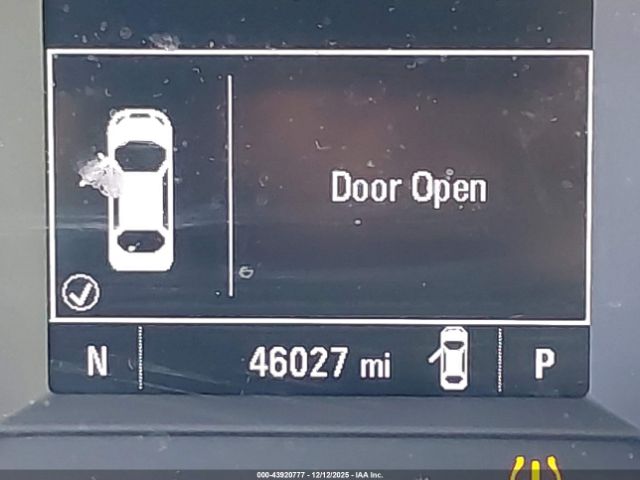 Door Open
N 46027 mi P
000-43920777 - 12/12/2025 - IAA Inc.